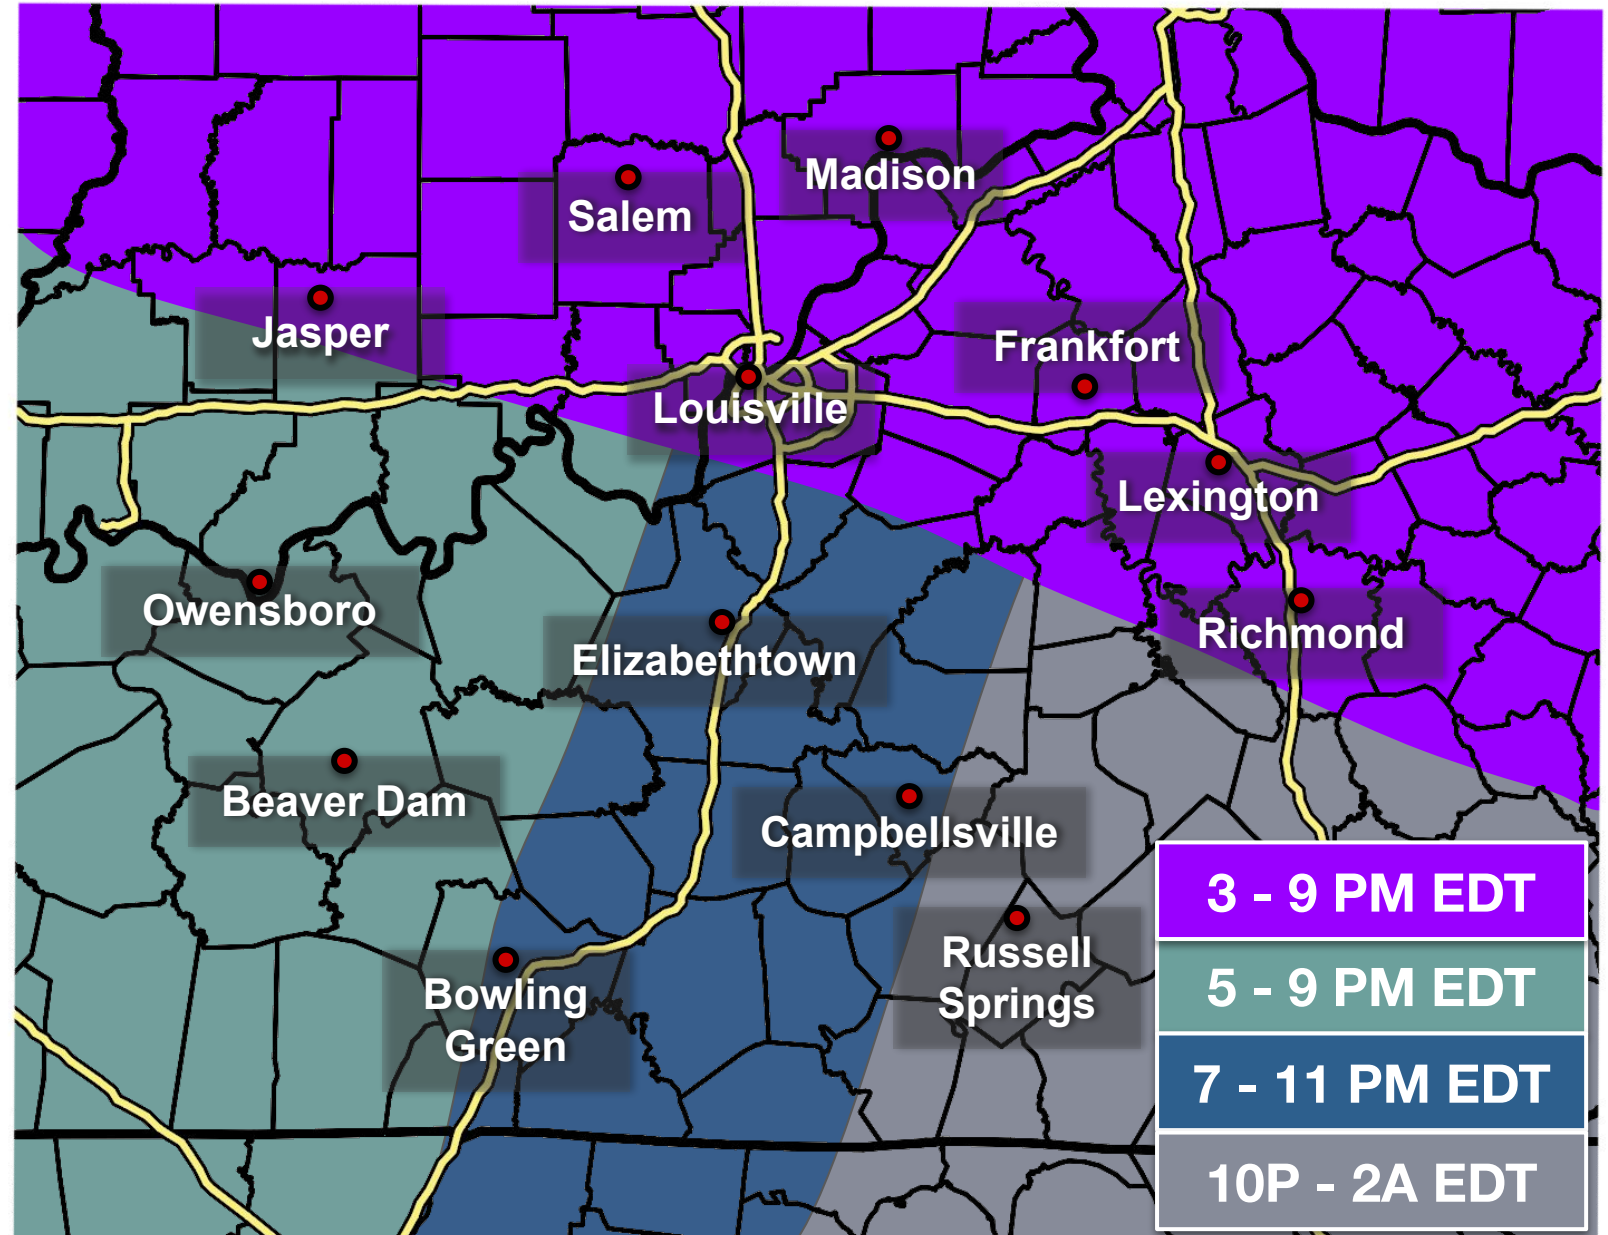 Madison
Salem
Jasper
Frankfort
Louisville
Lexington
Owensboro
Richmond
Elizabethtown
Beaver Dam
Campbellsville
Russell
Springs
Bowling
Green
3 - 9 PM EDT
5 - 9 PM EDT
7 - 11 PM EDT
10P - 2A EDT